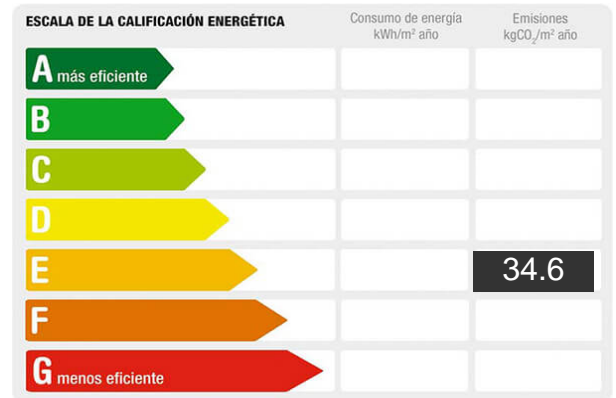 ESCALA DE LA CALIFICACIÓN ENERGÉTICA
Consumo de energía
kWh/m² año
Emisiones
kgCO₂/m² año
A más eficiente
B
C
D
E
34.6
F
G menos eficiente